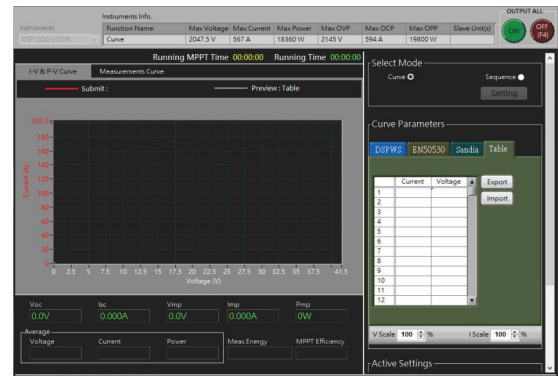 OUTPUT ALL
Instruments Info.
Instruments
Function Name Max Voltage Max Current Max Power Max OVP Max OCP Max OPP Slave Unit(s)
Curve 2047.5 V 567 A 18360 W 2145 V 594 A 19800 W
ON
OFF (F4)
Running MPPT Time 00:00:00 Running Time 00:00:00
I-V & P-V Curve Measurements Curve
Submit : Preview : Table
209.2
180
160
140
120
100
80
60
40
20
0
Current (A)
0 2.5 5 7.5 10 12.5 15 17.5 20 22.5 25 27.5 30 32.5 35 37.5 41.5
Voltage (V)
Voc Isc Vmp Imp Pmp
0.0V 0.000A 0.0V 0.000A 0W
Average
Voltage Current Power Meas.Energy MPPT Efficiency
Select Mode
Curve Sequence
Setting
Curve Parameters
DSPWS EN50530 Sandia Table
Current Voltage
Export
Import
1
2
3
4
5
6
7
8
9
10
11
12
V Scale 100 % I Scale 100 %
Active Settings